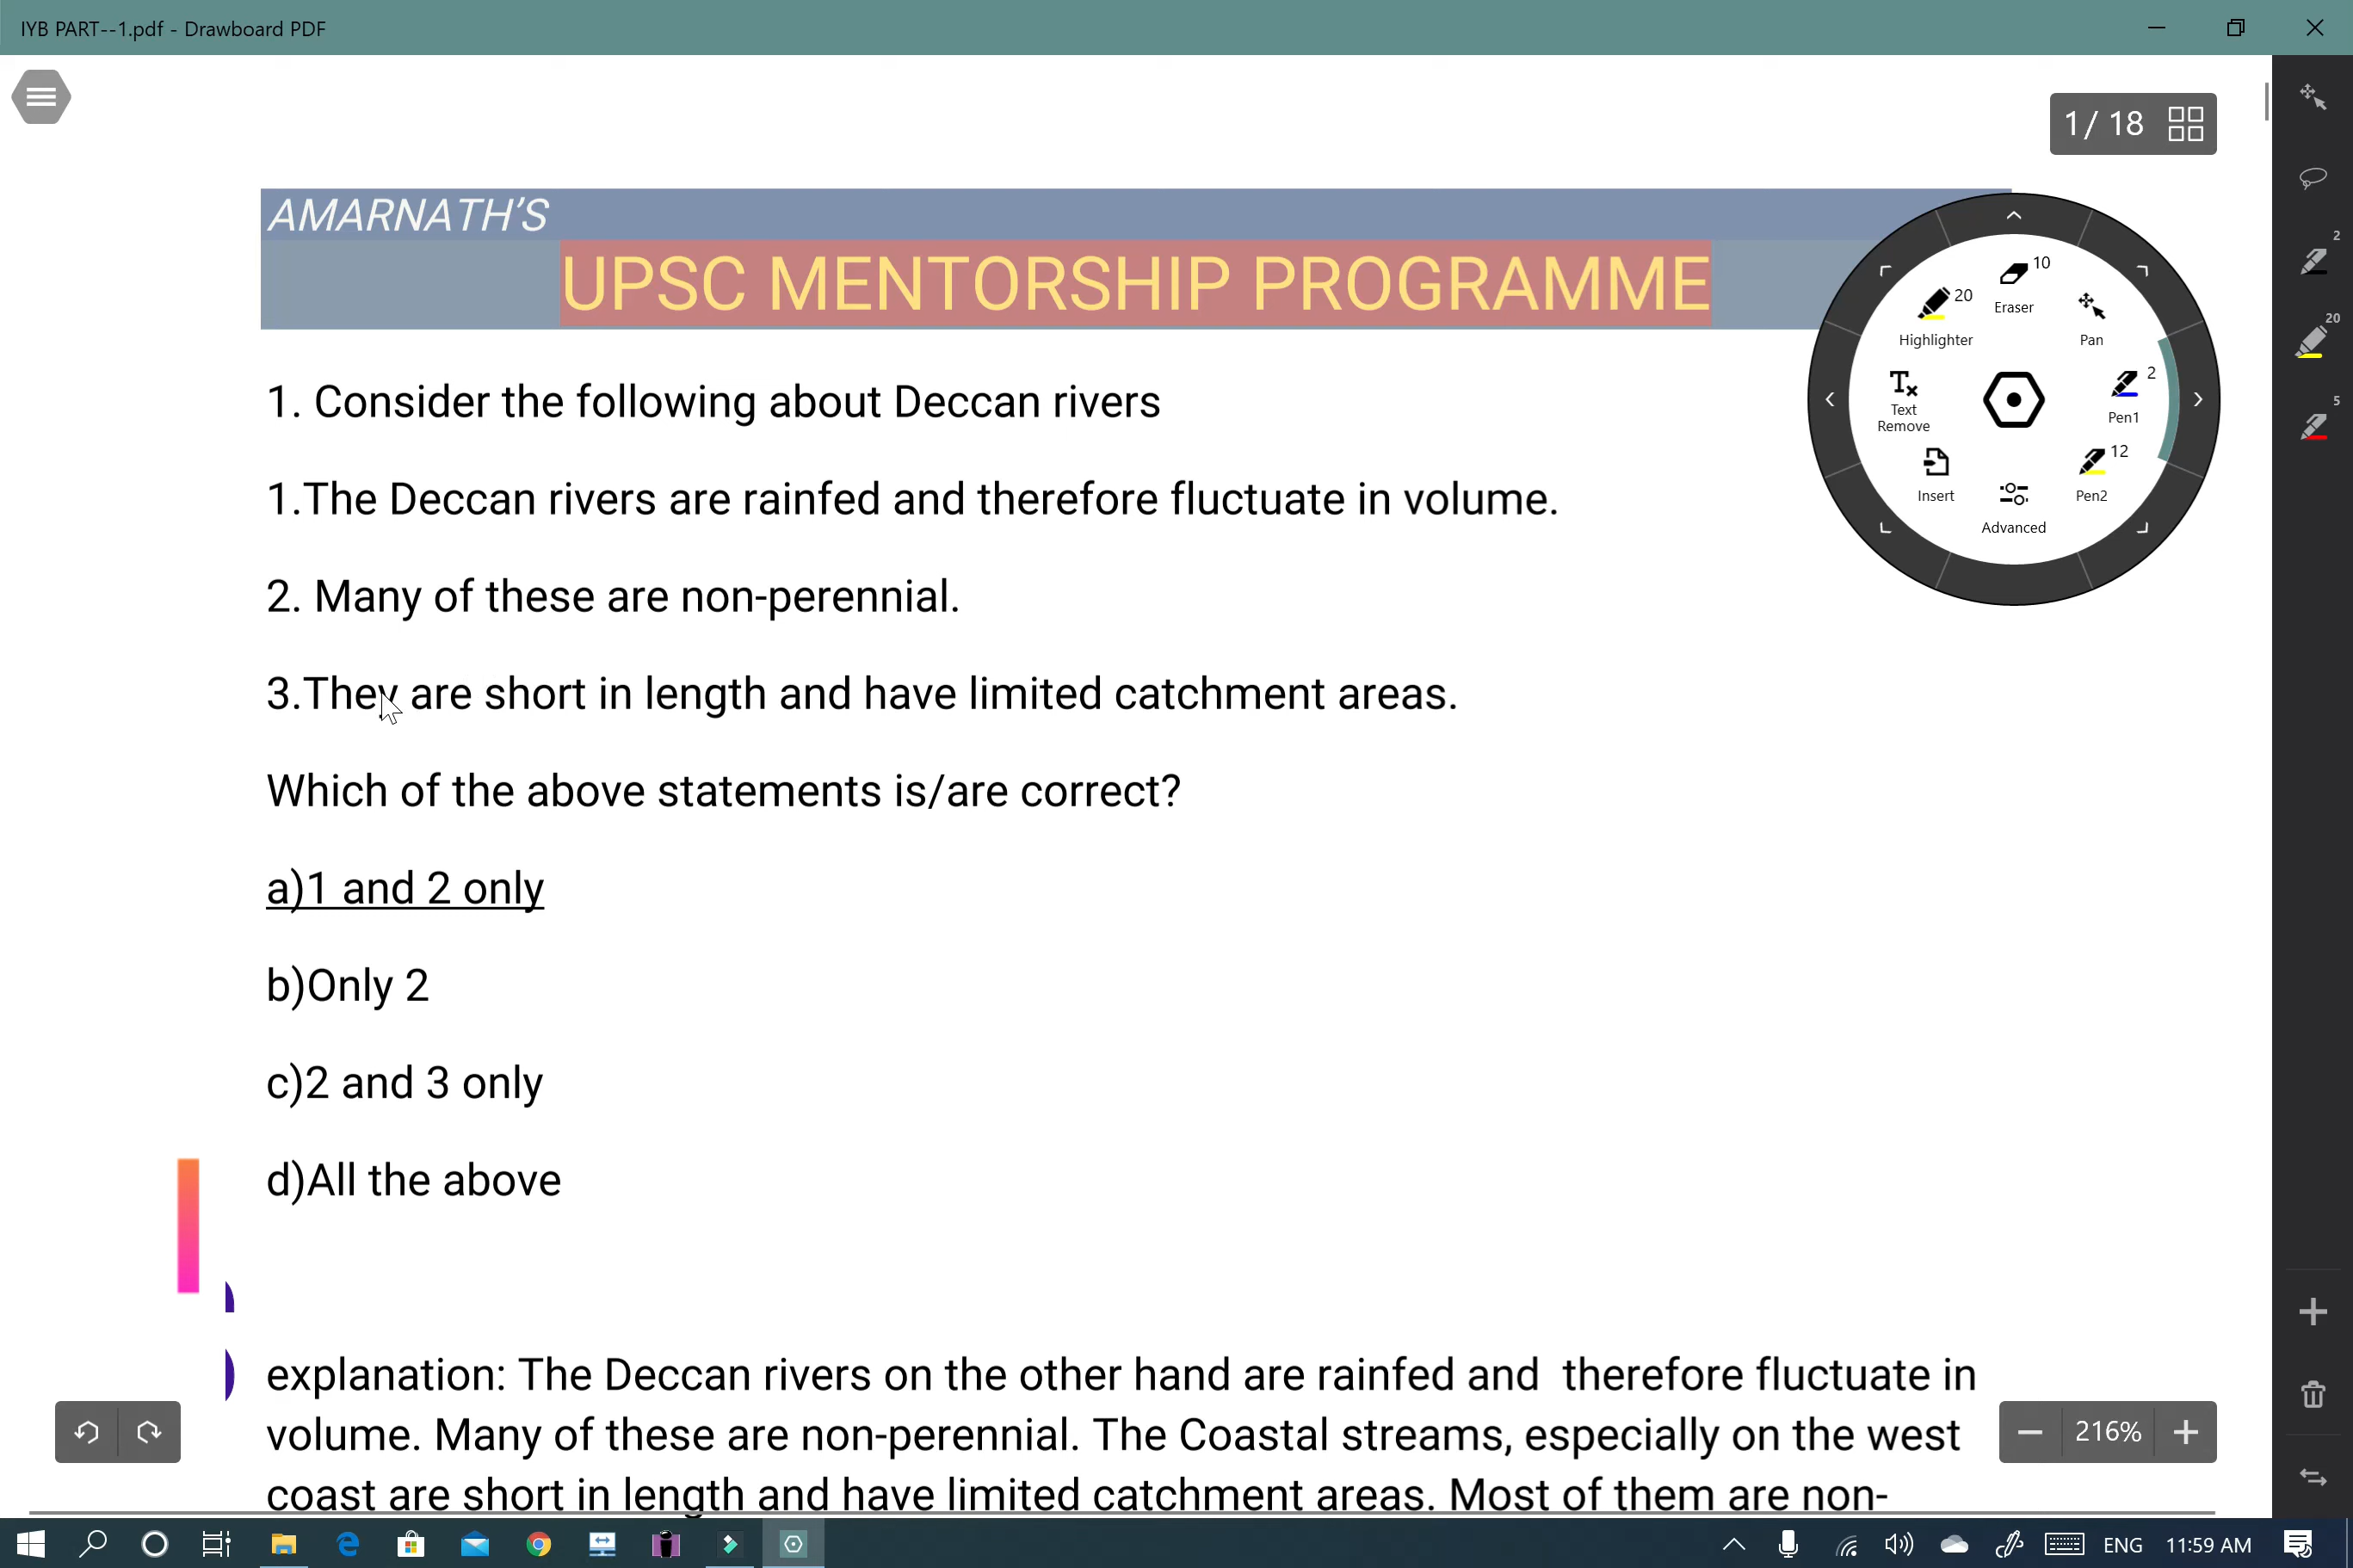 IYB PART--1.pdf - Drawboard PDF
1/ 18
AMARNATH'S
UPSC MENTORSHIP PROGRAMME
1. Consider the following about Deccan rivers
1.The Deccan rivers are rainfed and therefore fluctuate in volume.
2. Many of these are non-perennial.
3.They are short in length and have limited catchment areas.
Which of the above statements is/are correct?
a)1 and 2 only
b)Only 2
c)2 and 3 only
d)All the above
explanation: The Deccan rivers on the other hand are rainfed and therefore fluctuate in
volume. Many of these are non-perennial. The Coastal streams, especially on the west
coast are short in length and have limited catchment areas. Most of them are non-
10
Eraser
20
Highlighter
Pan
Text
Remove
2
Pen1
Insert
12
Pen2
Advanced
2
20
5
216%
ENG 11:59 AM